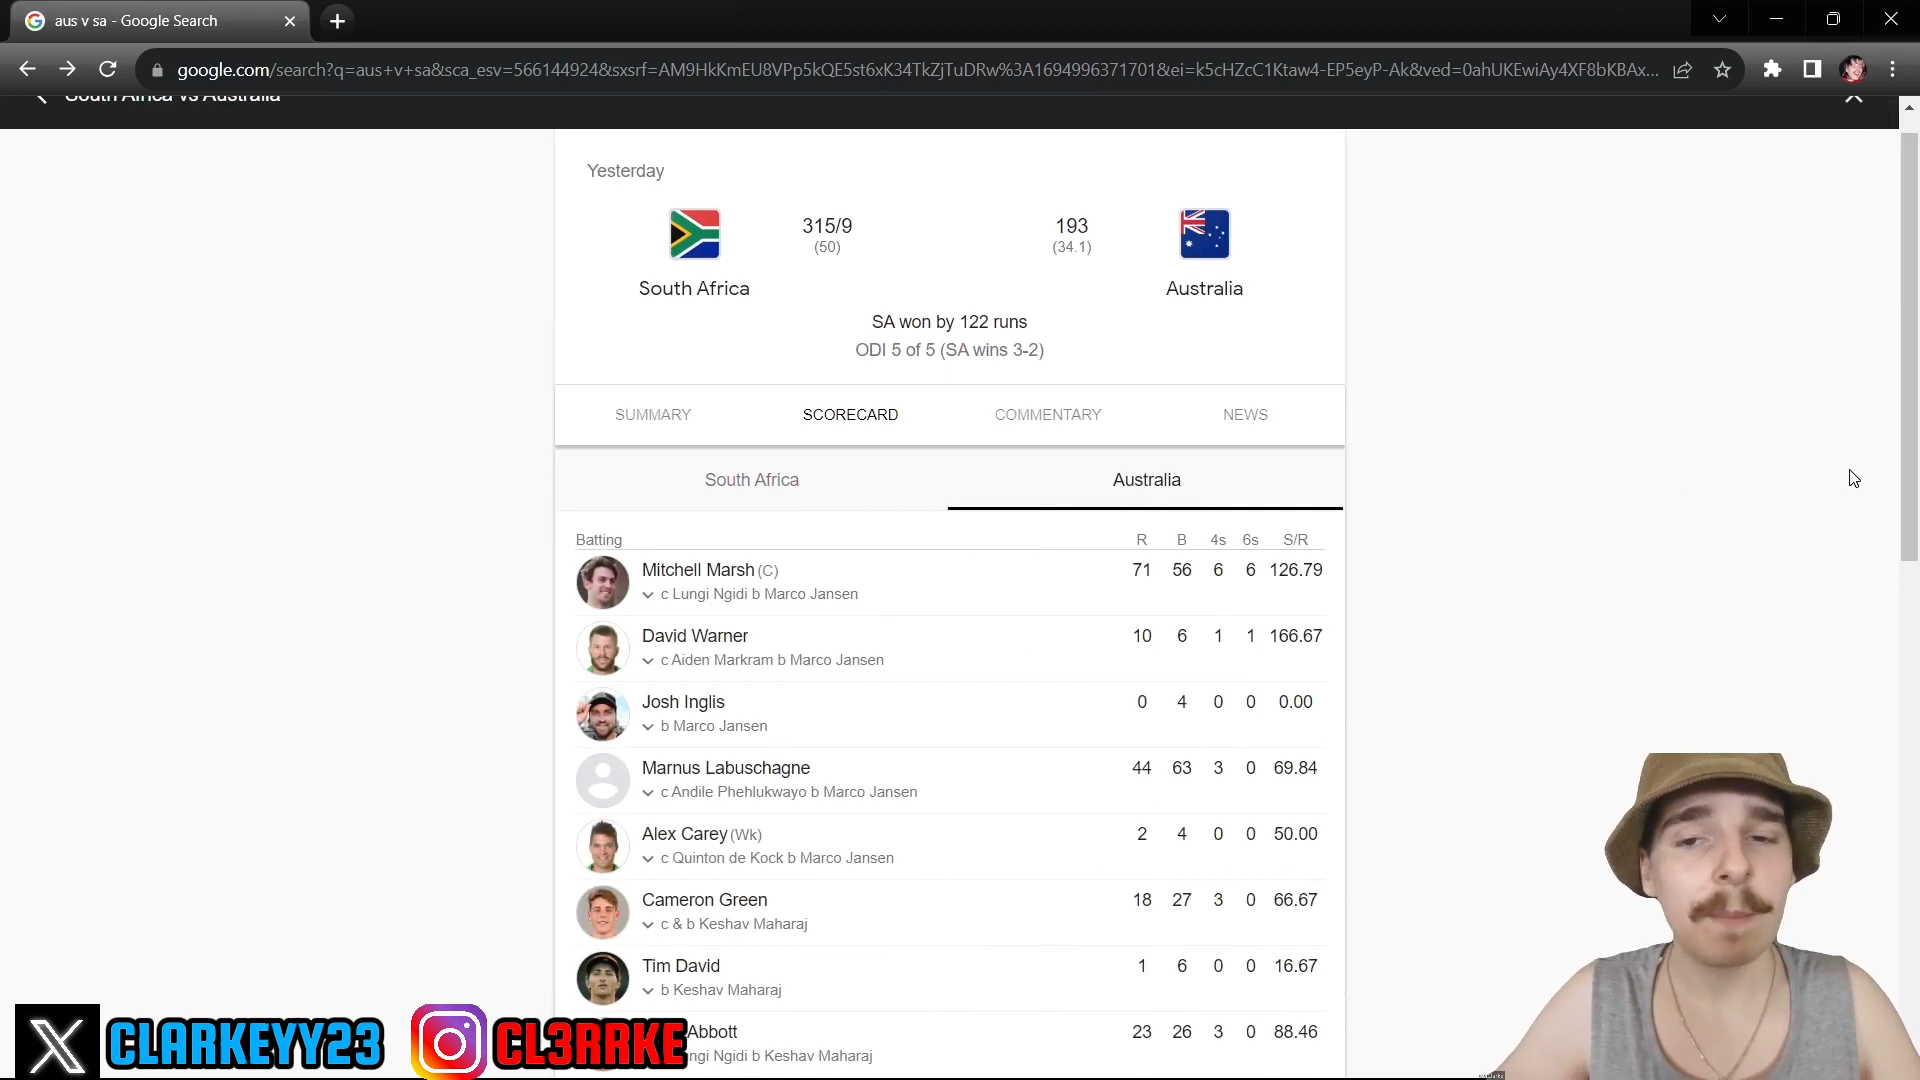 aus v sa - Google Search
google.com/search?q=aus+v+sa&sca_esv=566144924&sxsrf=AM9HkKmEU8VPp5kQE5st6xK34TkZjTuDRw%3A1694996371701&ei=k5cHZcC1Ktaw4-EP5eyP-Ak&ved=0ahUKEwiAy4XF8bKBAx...
South Africa vs Australia
Yesterday
315/9
(50)
193
(34.1)
South Africa
Australia
SA won by 122 runs
ODI 5 of 5 (SA wins 3-2)
SUMMARY SCORECARD COMMENTARY NEWS
South Africa Australia
Batting R B 4s 6s S/R
Mitchell Marsh (C) 71 56 6 6 126.79
c Lungi Ngidi b Marco Jansen
David Warner 10 6 1 1 166.67
c Aiden Markram b Marco Jansen
Josh Inglis 0 4 0 0 0.00
b Marco Jansen
Marnus Labuschagne 44 63 3 0 69.84
c Andile Phehlukwayo b Marco Jansen
Alex Carey (Wk) 2 4 0 0 50.00
c Quinton de Kock b Marco Jansen
Cameron Green 18 27 3 0 66.67
c & b Keshav Maharaj
Tim David 1 6 0 0 16.67
b Keshav Maharaj
Abbott 23 26 3 0 88.46
ngi Ngidi b Keshav Maharaj
X CLARKEYY23 CL3RRKE